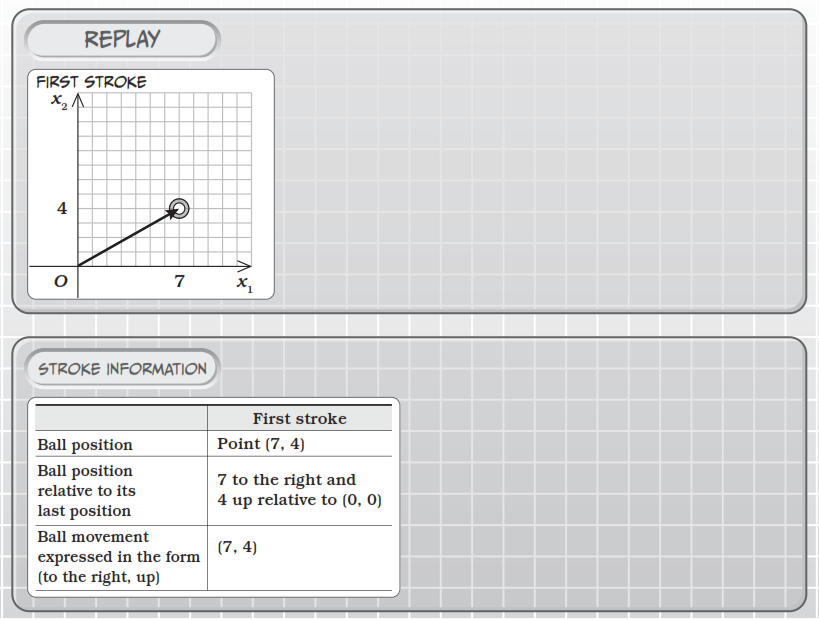 REPLAY
FIRST STROKE
x2
4
O
7
x1
STROKE INFORMATION
First stroke
Ball position
Point (7, 4)
Ball position
relative to its
last position
7 to the right and
4 up relative to (0, 0)
Ball movement
expressed in the form
(to the right, up)
(7, 4)